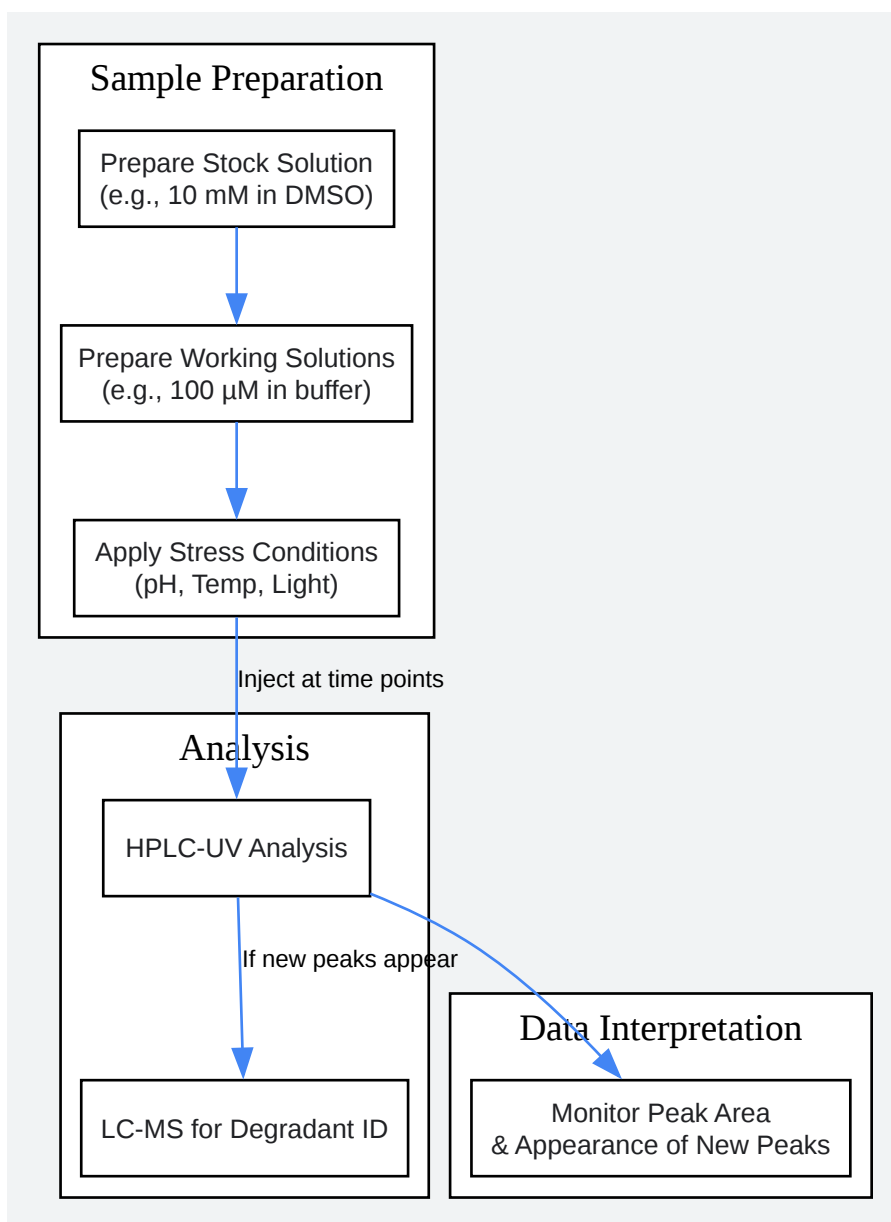 Sample Preparation
Prepare Stock Solution
(e.g., 10 mM in DMSO)
Prepare Working Solutions
(e.g., 100 µM in buffer)
Apply Stress Conditions
(pH, Temp, Light)
Inject at time points
Analysis
HPLC-UV Analysis
If new peaks appear
LC-MS for Degradant ID
Data Interpretation
Monitor Peak Area
& Appearance of New Peaks